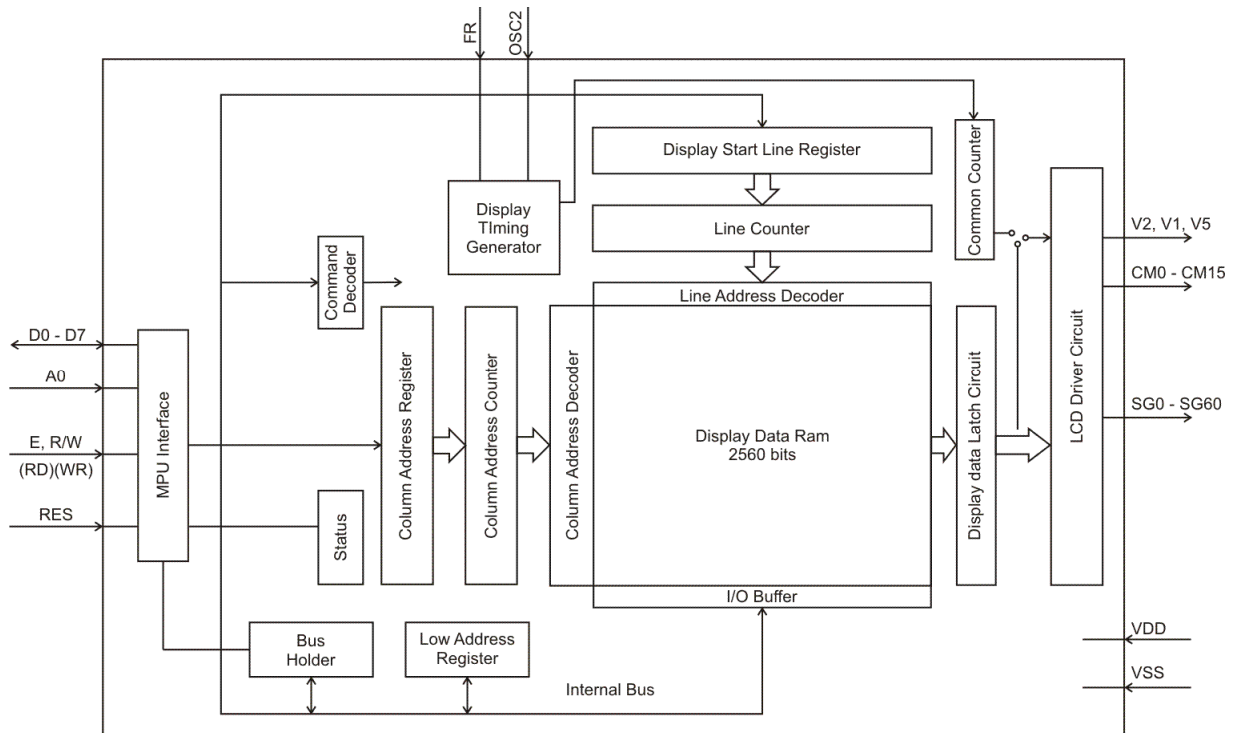 FR
OSC2
Display Start Line Register
Common Counter
Display
TIming
Generator
Line Counter
V2, V1, V5
Command
Decoder
CM0 - CM15
Line Address Decoder
D0 - D7
A0
E, R/W
(RD)(WR)
RES
MPU Interface
Status
Column Address Register
Column Address Counter
Column Address Decoder
Display Data Ram
2560 bits
Display data Latch Circuit
LCD Driver Circuit
SG0 - SG60
I/O Buffer
Bus
Holder
Low Address
Register
Internal Bus
VDD
VSS